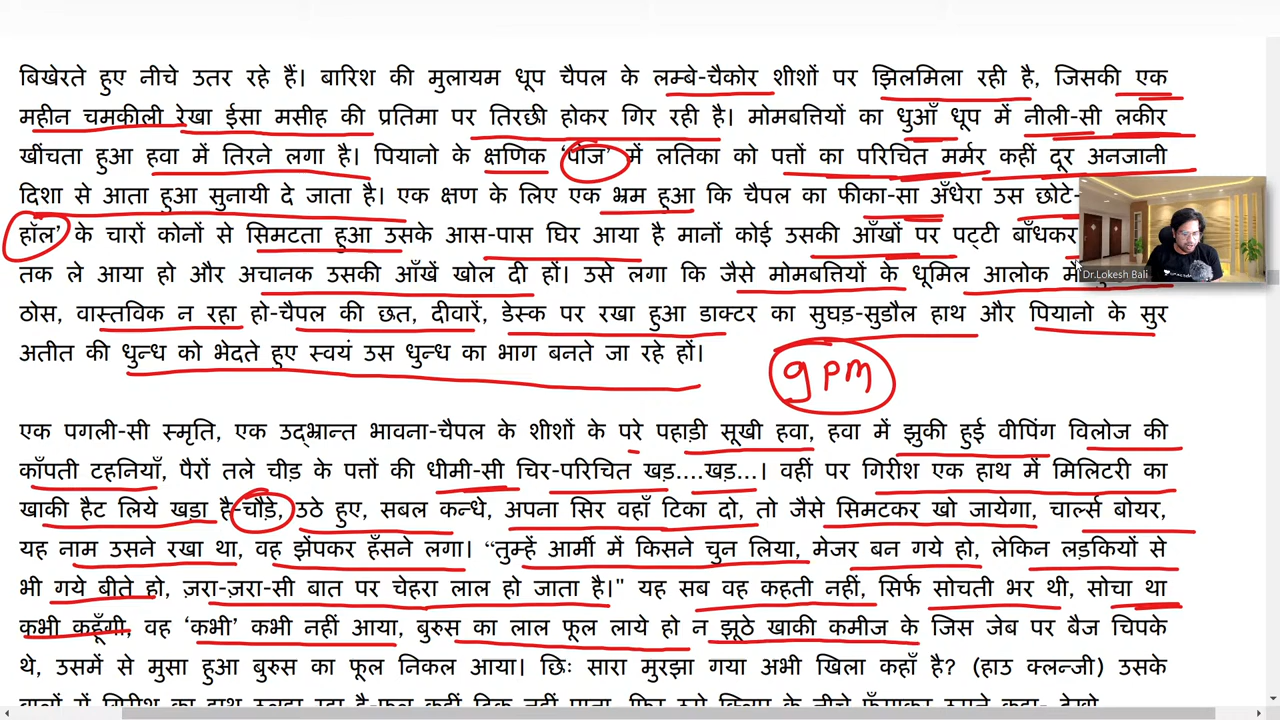 बिखेरते हुए नीचे उतर रहे हैं। बारिश की मुलायम धूप चैपल के लम्बे-चैकोर शीशों पर झिलमिला रही है, जिसकी एक
महीन चमकीली रेखा ईसा मसीह की प्रतिमा पर तिरछी होकर गिर रही है। मोमबत्तियों का धुआँ धूप में नीली-सी लकीर
खींचता हुआ हवा में तिरने लगा है। पियानो के क्षणिक ‘पोज’ में लतिका को पत्तों का परिचित मर्मर कहीं दूर अनजानी
दिशा से आता हुआ सुनायी दे जाता है। एक क्षण के लिए एक भ्रम हुआ कि चैपल का फीका-सा अँधेरा उस छोटे-
हॉल’ के चारों कोनों से सिमटता हुआ उसके आस-पास घिर आया है मानों कोई उसकी आँखों पर पट्टी बाँधकर
तक ले आया हो और अचानक उसकी आँखें खोल दी हों। उसे लगा कि जैसे मोमबत्तियों के धूमिल आलोक में
ठोस, वास्तविक न रहा हो-चैपल की छत, दीवारें, डेस्क पर रखा हुआ डाक्टर का सुघड़-सुडौल हाथ और पियानो के सुर
अतीत की धुन्ध को भेदते हुए स्वयं उस धुन्ध का भाग बनते जा रहे हों।
9 pm
एक पगली-सी स्मृति, एक उद्भ्रान्त भावना-चैपल के शीशों के परे पहाड़ी सूखी हवा, हवा में झुकी हुई वीपिंग विलोज की
काँपती टहनियाँ, पैरों तले चीड़ के पत्तों की धीमी-सी चिर-परिचित खड़....खड़...। वहीं पर गिरीश एक हाथ में मिलिटरी का
खाकी हैट लिये खड़ा है-चौड़े, उठे हुए, सबल कन्धे, अपना सिर वहाँ टिका दो, तो जैसे सिमटकर खो जायेगा, चार्ल्स बोयर,
यह नाम उसने रखा था, वह झेंपकर हँसने लगा। “तुम्हें आर्मी में किसने चुन लिया, मेजर बन गये हो, लेकिन लड़कियों से
भी गये बीते हो, ज़रा-ज़रा-सी बात पर चेहरा लाल हो जाता है।" यह सब वह कहती नहीं, सिर्फ सोचती भर थी, सोचा था
कभी कहूँगी, वह ‘कभी’ कभी नहीं आया, बुरुस का लाल फूल लाये हो न झूठे खाकी कमीज के जिस जेब पर बैज चिपके
थे, उसमें से मुसा हुआ बुरुस का फूल निकल आया। छिः सारा मुरझा गया अभी खिला कहाँ है? (हाउ क्लन्जी) उसके
Dr.Lokesh Bali